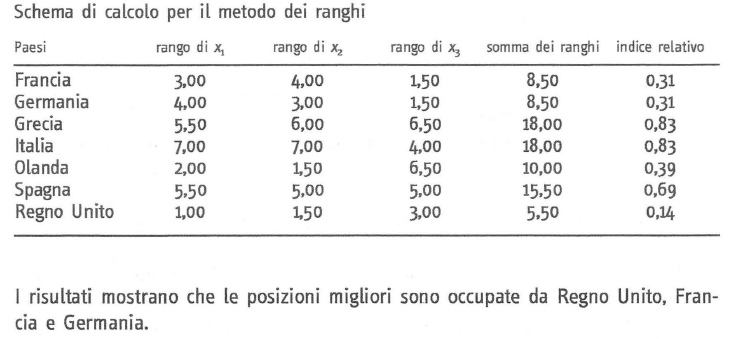 Schema di calcolo per il metodo dei ranghi
Paesi rango di x₁ rango di x₂ rango di x₃ somma dei ranghi indice relativo
Francia 3,00 4,00 1,50 8,50 0,31
Germania 4,00 3,00 1,50 8,50 0,31
Grecia 5,50 6,00 6,50 18,00 0,83
Italia 7,00 7,00 4,00 18,00 0,83
Olanda 2,00 1,50 6,50 10,00 0,39
Spagna 5,50 5,00 5,00 15,50 0,69
Regno Unito 1,00 1,50 3,00 5,50 0,14
I risultati mostrano che le posizioni migliori sono occupate da Regno Unito, Fran-
cia e Germania.